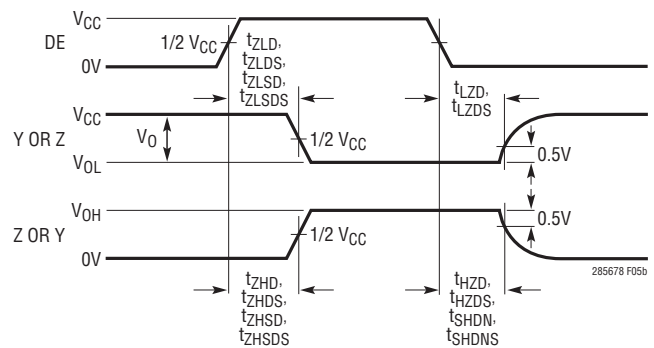 VCC
DE
1/2 VCC
tZLD,
tZLDS,
tZLSD,
tZLSDS
0V
tLZD,
tLZDS
VCC
Y OR Z
VO
1/2 VCC
0.5V
VOL
VOH
0.5V
Z OR Y
1/2 VCC
0V
285678 F05b
tZHD,
tZHDS,
tZHSD,
tZHSDS
tHZD,
tHZDS,
tSHDN,
tSHDNS